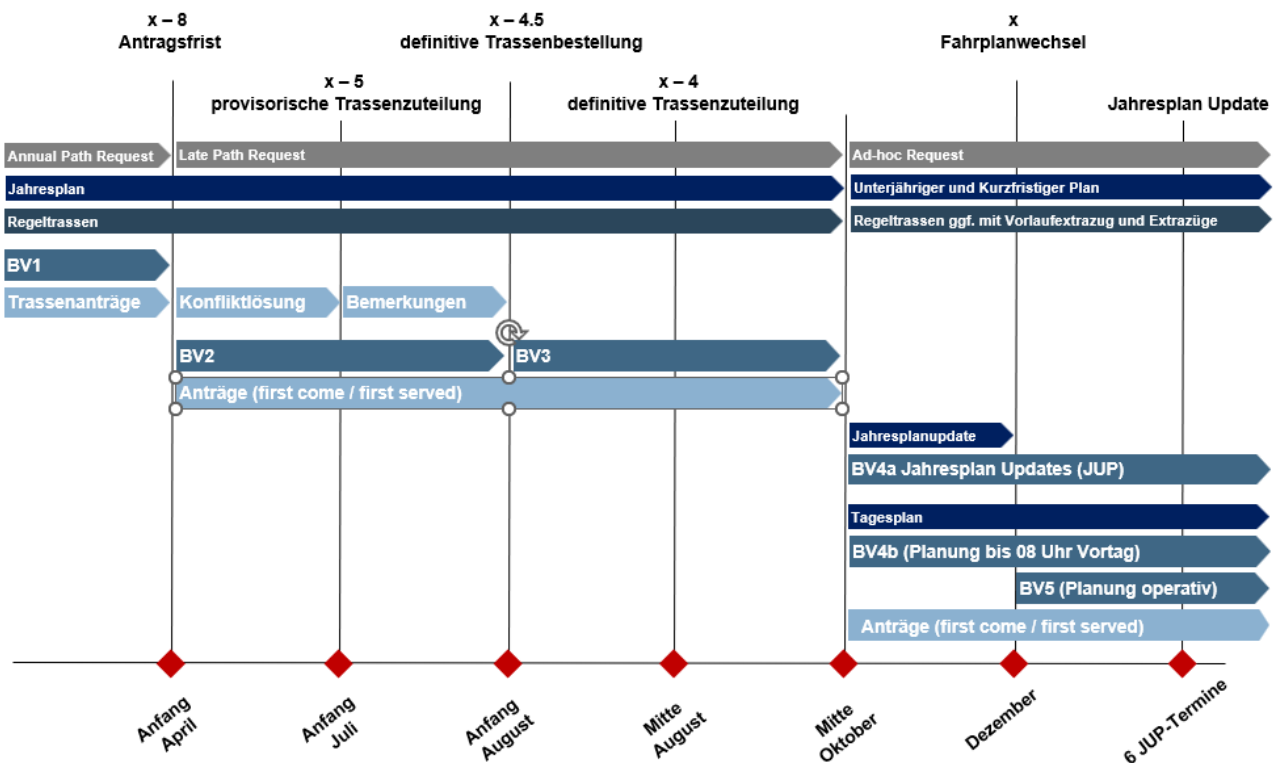 x – 8
Antragsfrist
x – 4.5
definitive Trassenbestellung
x
Fahrplanwechsel
x – 5
provisorische Trassenzuteilung
x – 4
definitive Trassenzuteilung
Jahresplan Update
Annual Path Request
Late Path Request
Ad-hoc Request
Jahresplan
Unterjähriger und Kurzfristiger Plan
Regeltrassen
Regeltrassen ggf. mit Vorlaufextrazug und Extrazüge
BV1
Trassenanträge
Konfliktlösung
Bemerkungen
BV2
BV3
Anträge (first come / first served)
Jahresplanupdate
BV4a Jahresplan Updates (JUP)
Tagesplan
BV4b (Planung bis 08 Uhr Vortag)
BV5 (Planung operativ)
Anträge (first come / first served)
Anfang
April
Anfang
Juli
Anfang
August
Mitte
August
Mitte
Oktober
Dezember
6 JUP-Termine